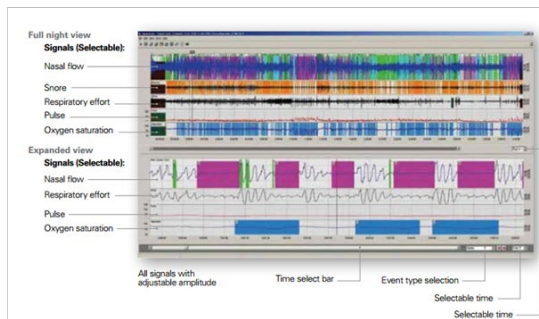 Full night view
Signals (Selectable):
Nasal flow
Snore
Respiratory effort
Pulse
Oxygen saturation
Expanded view
Signals (Selectable):
Nasal flow
Respiratory effort
Pulse
Oxygen saturation
All signals with
adjustable amplitude
Time select bar
Event type selection
Selectable time
Selectable time